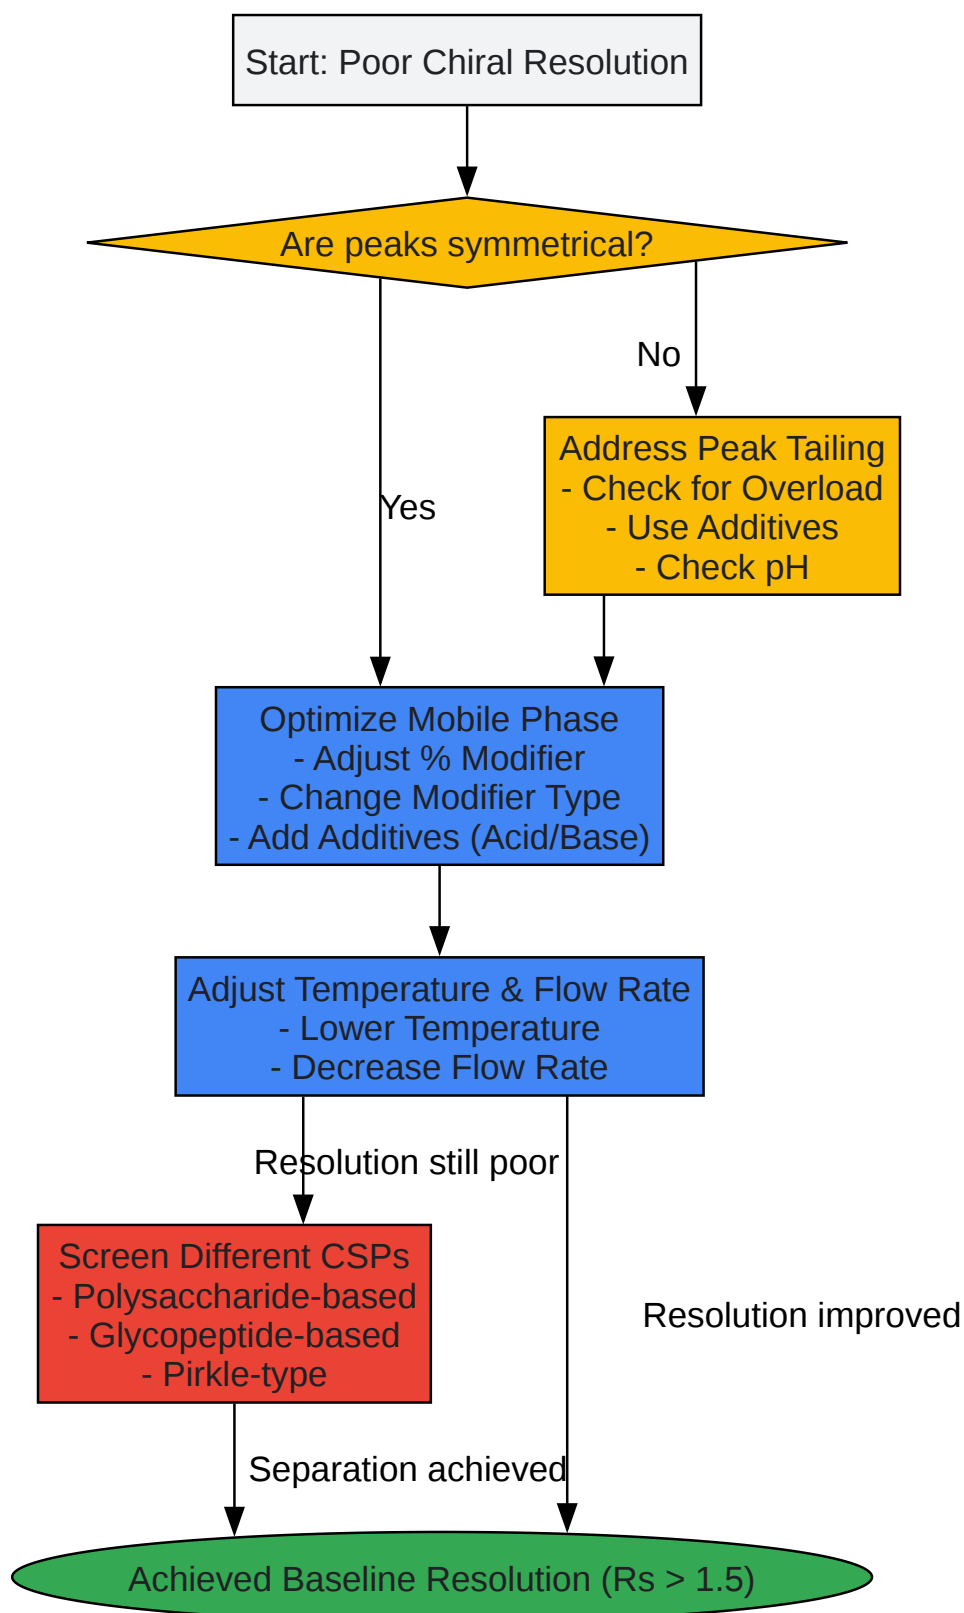 Start: Poor Chiral Resolution
Are peaks symmetrical?
No
Address Peak Tailing
- Check for Overload
- Use Additives
- Check pH
Yes
Optimize Mobile Phase
- Adjust % Modifier
- Change Modifier Type
- Add Additives (Acid/Base)
Adjust Temperature & Flow Rate
- Lower Temperature
- Decrease Flow Rate
Resolution still poor
Screen Different CSPs
- Polysaccharide-based
- Glycopeptide-based
- Pirkle-type
Resolution improved
Separation achieved
Achieved Baseline Resolution (Rs > 1.5)